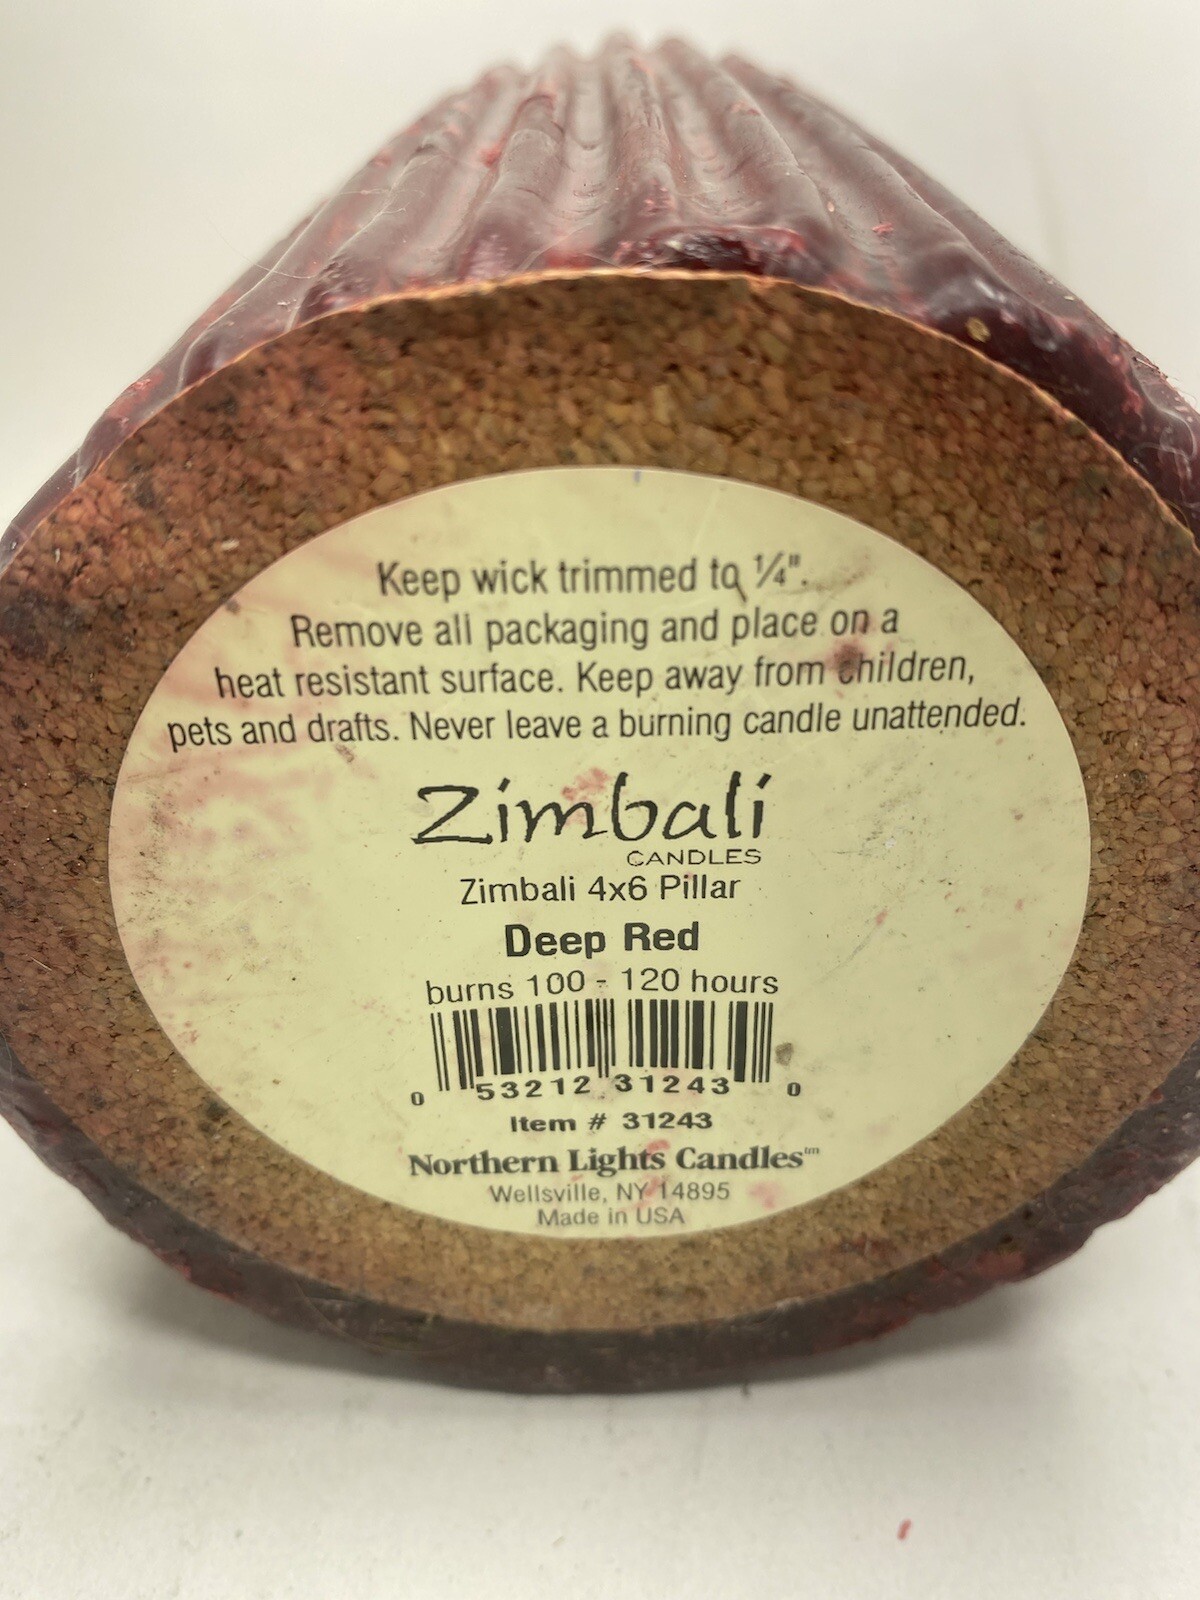 Keep wick trimmed to ¼".
Remove all packaging and place on a
heat resistant surface. Keep away from children,
pets and drafts. Never leave a burning candle unattended.
Zimbali
CANDLES
Zimbali 4x6 Pillar
Deep Red
burns 100 - 120 hours
0 53212 31243 0
Item # 31243
Northern Lights Candles™
Wellsville, NY 14895
Made in USA